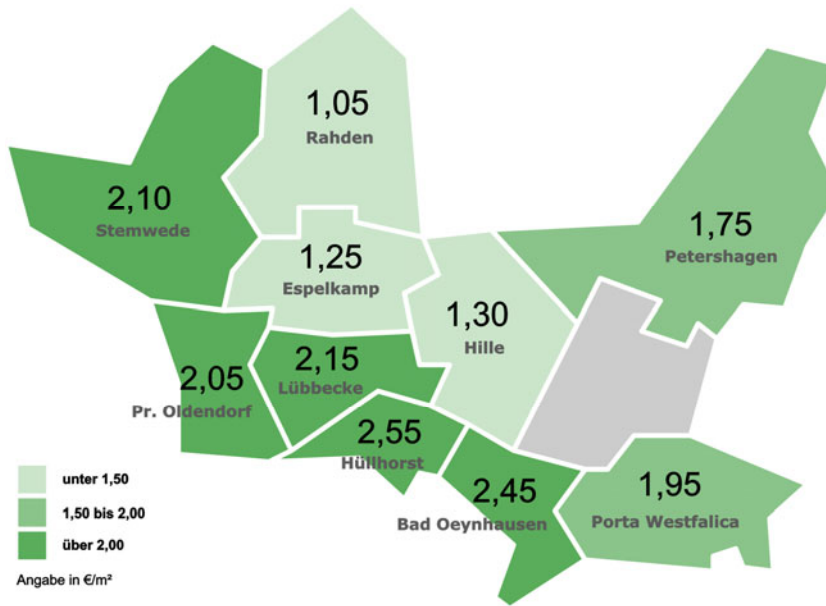 1,05
Rahden
2,10
Stemwede
1,75
Petershagen
1,25
Espelkamp
1,30
Hille
2,15
Lübbecke
2,05
Pr. Oldendorf
2,55
Hüllhorst
2,45
Bad Oeynhausen
1,95
Porta Westfalica
unter 1,50
1,50 bis 2,00
über 2,00
Angabe in €/m²